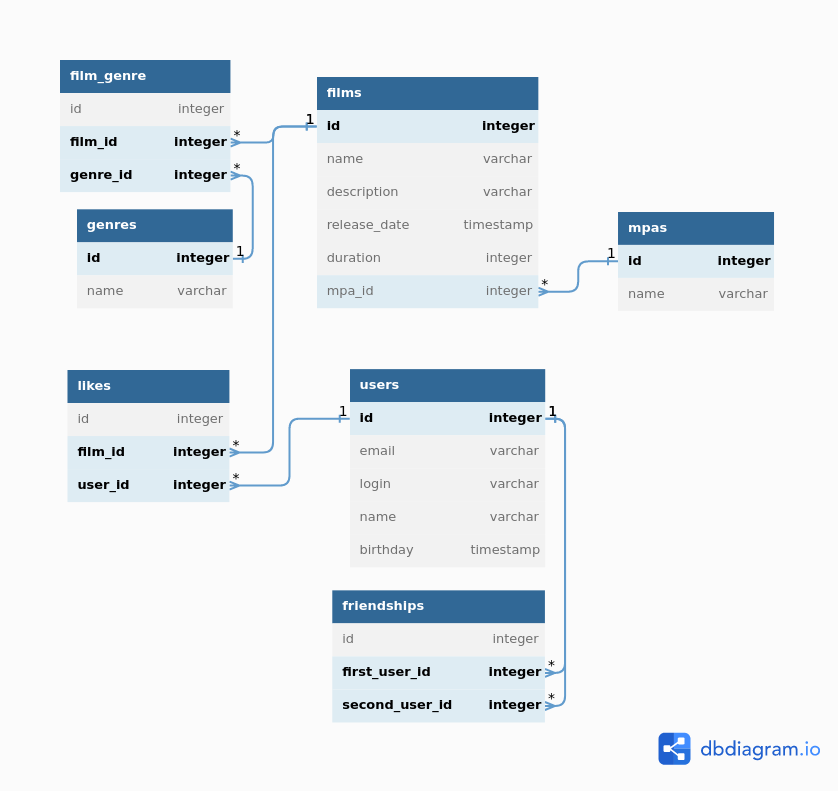 film_genre
id integer
film_id integer *
genre_id integer *
genres
id integer 1
name varchar
films
1 id integer
name varchar
description varchar
release_date timestamp
duration integer
mpa_id integer *
mpas
1 id integer
name varchar
likes
id integer
film_id integer *
user_id integer *
users
1 id integer 1
email varchar
login varchar
name varchar
birthday timestamp
friendships
id integer
first_user_id integer *
second_user_id integer *
dbdiagram.io